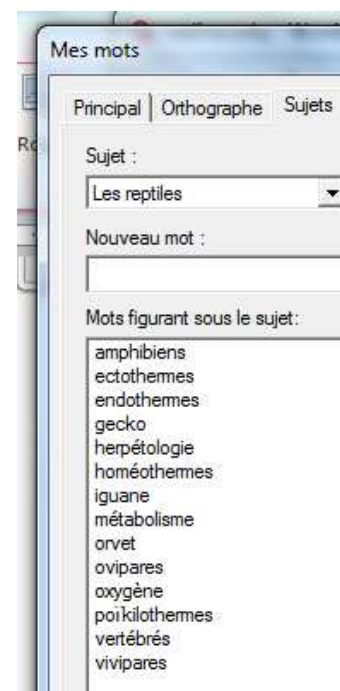 Mes mots
Principal Orthographe Sujets
Sujet :
Les reptiles
Nouveau mot :
Mots figurant sous le sujet:
amphibiens
ectothermes
endothermes
gecko
herpétologie
homéothermes
iguane
métabolisme
orvet
ovipares
oxygène
poïkilothermes
vertébrés
vivipares